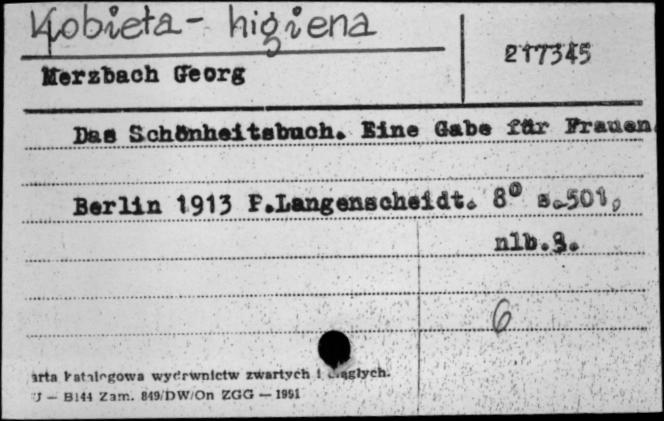 Kobieta - higiena
217345
Merzbach Georg
Das Schönheitsbuch. Eine Gabe für Frauen
Berlin 1913 P.Langenscheidt. 8° s.501,
nlb.3.
6
arta katalogowa wydawnictw zwartych i ciągłych.
U — B144 Zam. 849/DW/On ZGG — 1951